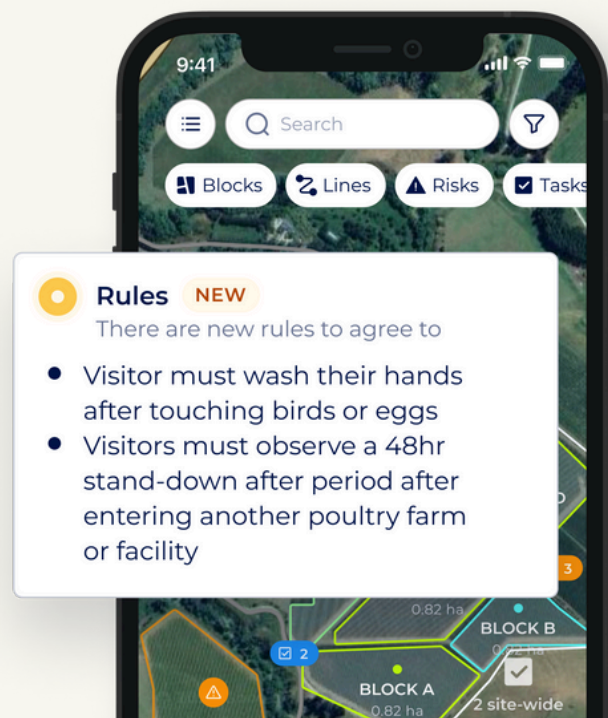 9:41
Search
Blocks
Lines
Risks
Tasks
Rules NEW
There are new rules to agree to
Visitor must wash their hands
after touching birds or eggs
Visitors must observe a 48hr
stand-down after period after
entering another poultry farm
or facility
3
0.82 ha
BLOCK B
2
BLOCK A
0.82 ha
2 site-wide